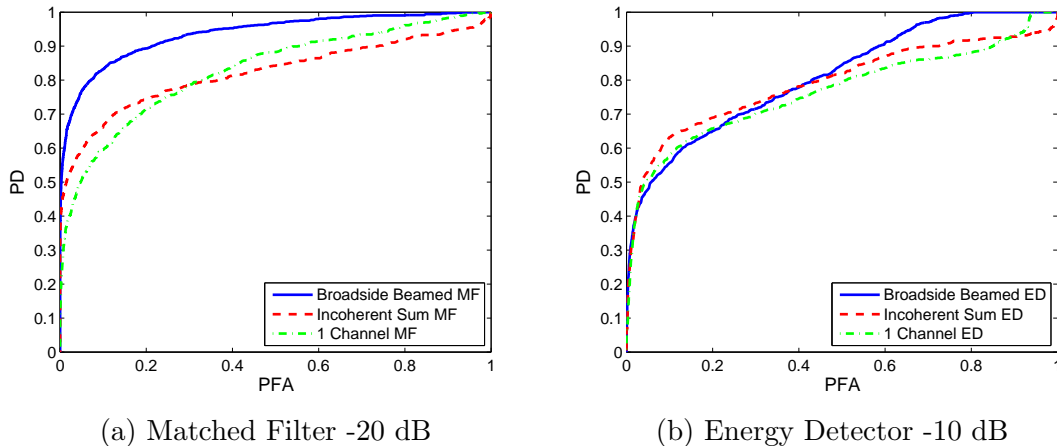 PD
1
0.9
0.8
0.7
0.6
0.5
0.4
0.3
0.2
0.1
0
0 0.2 0.4 0.6 0.8 1
PFA
Broadside Beamed MF
Incoherent Sum MF
1 Channel MF
(a) Matched Filter -20 dB
PD
1
0.9
0.8
0.7
0.6
0.5
0.4
0.3
0.2
0.1
0
0 0.2 0.4 0.6 0.8 1
PFA
Broadside Beamed ED
Incoherent Sum ED
1 Channel ED
(b) Energy Detector -10 dB